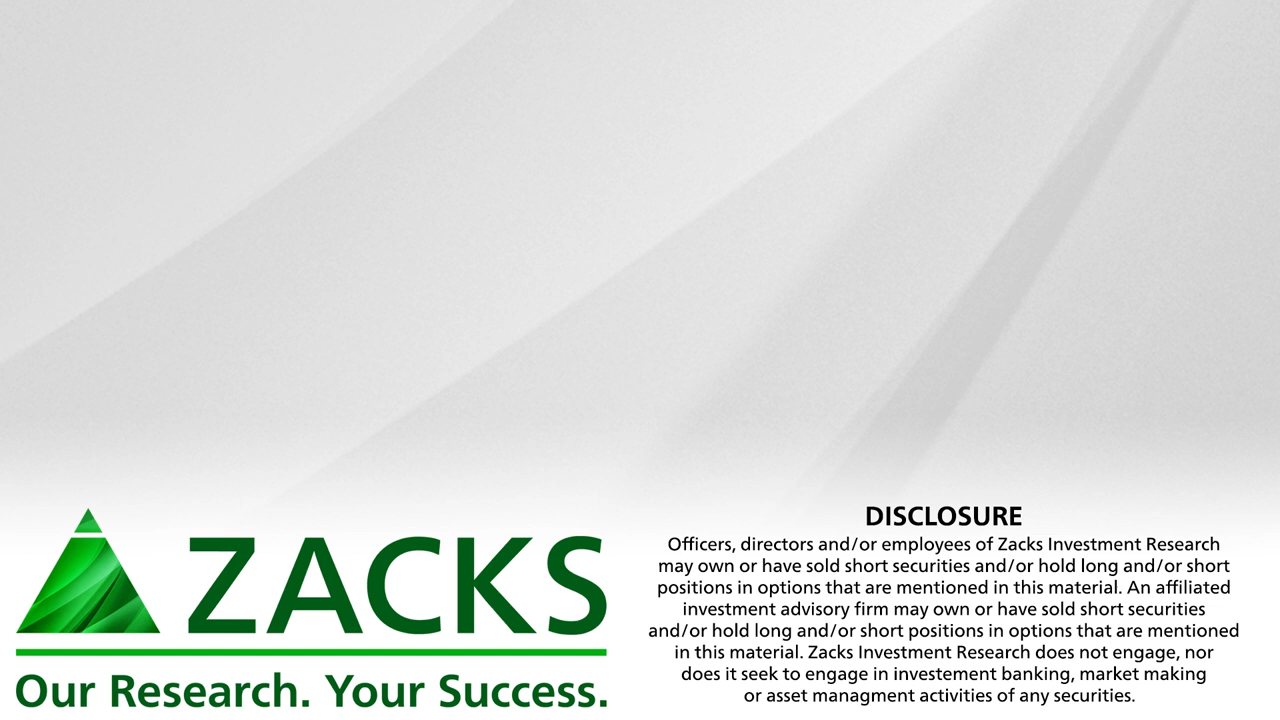 ZACKS
Our Research. Your Success.
DISCLOSURE
Officers, directors and/or employees of Zacks Investment Research
may own or have sold short securities and/or hold long and/or short
positions in options that are mentioned in this material. An affiliated
investment advisory firm may own or have sold short securities
and/or hold long and/or short positions in options that are mentioned
in this material. Zacks Investment Research does not engage, nor
does it seek to engage in investement banking, market making
or asset managment activities of any securities.